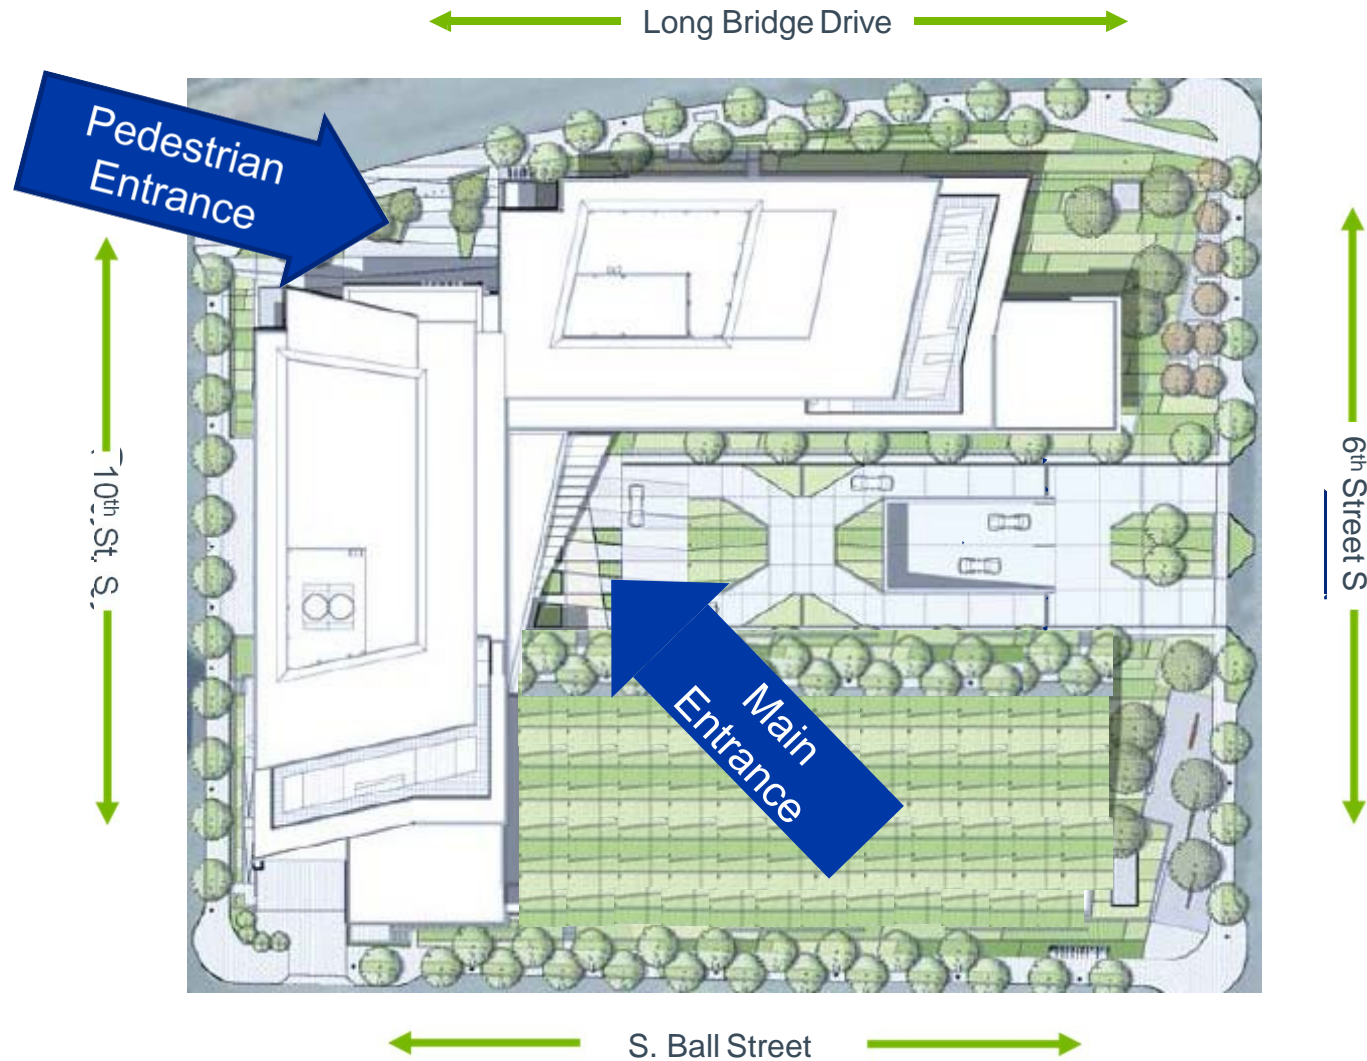 Long Bridge Drive
Pedestrian
Entrance
10th St. S.
6th Street S
Main
Entrance
S. Ball Street